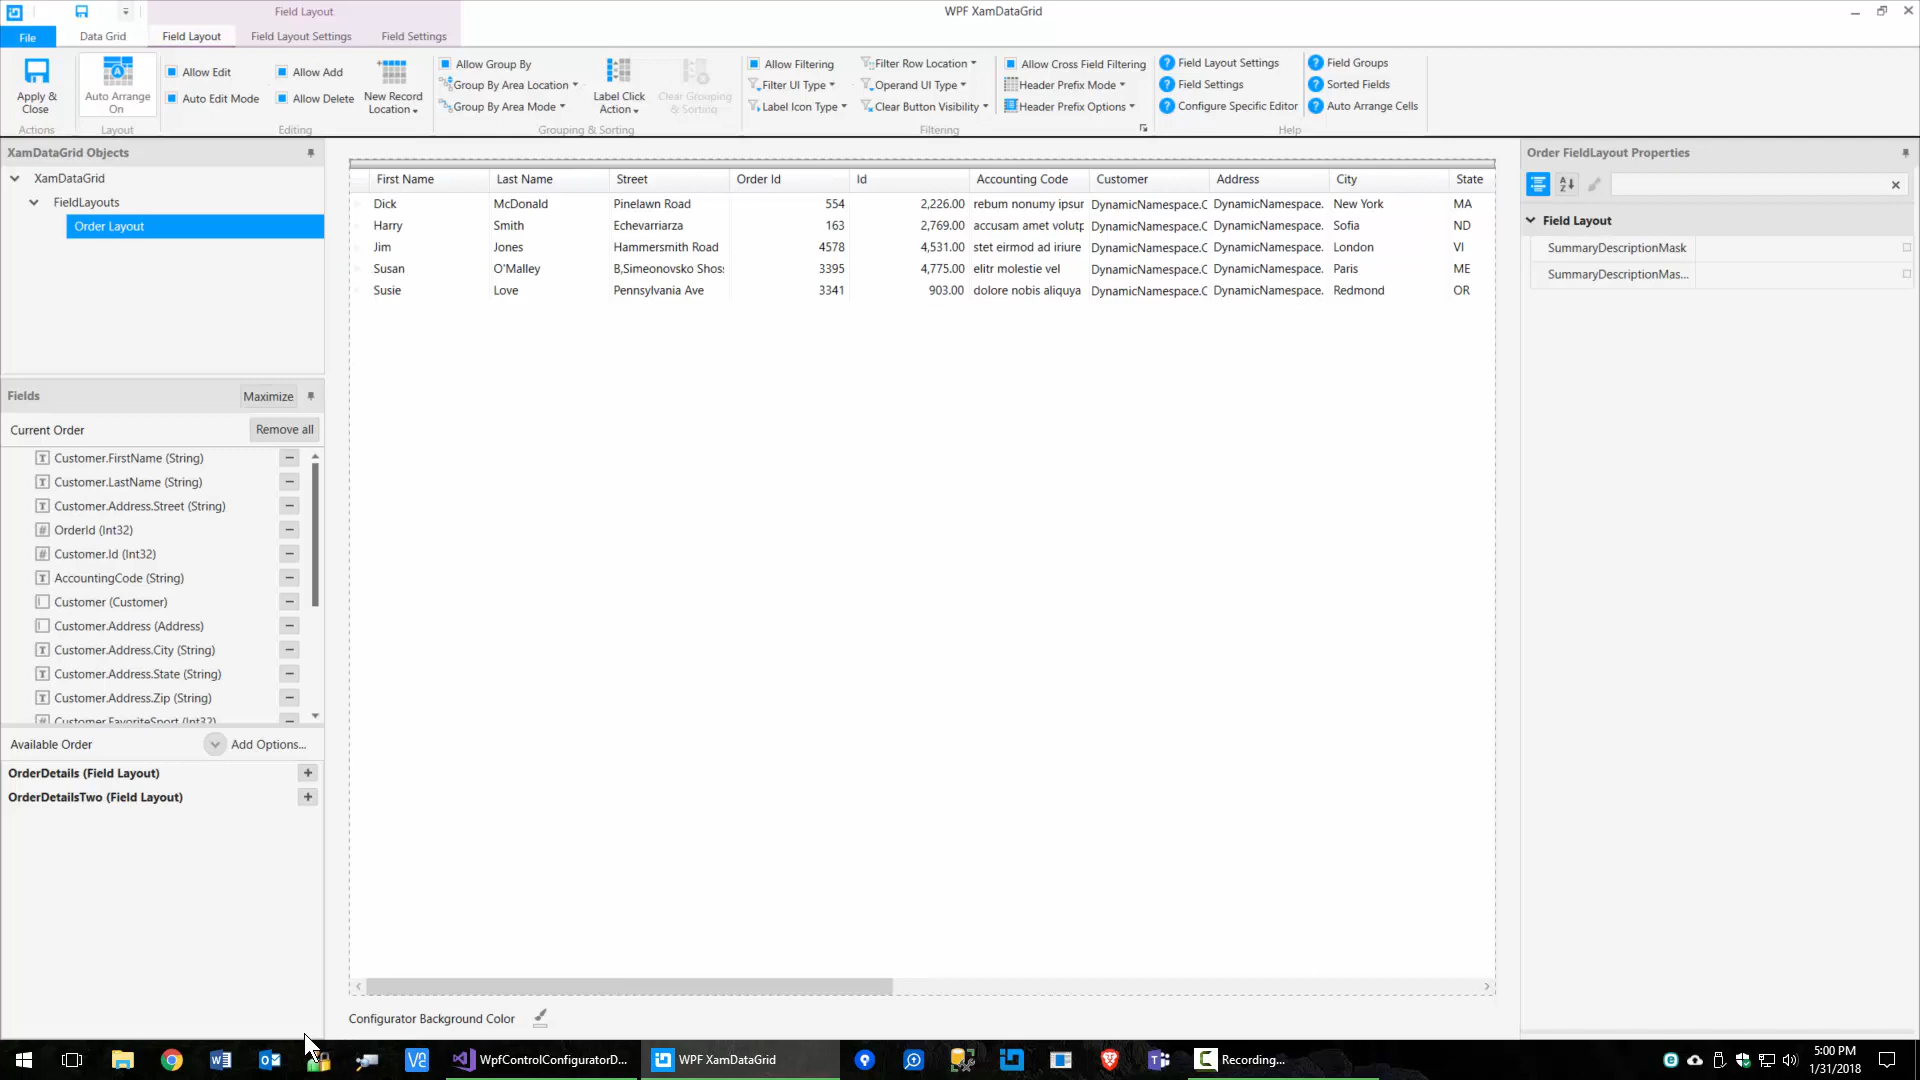 Field Layout
WPF XamDataGrid
File
Data Grid
Field Layout
Field Layout Settings
Field Settings
Apply & Close
Actions
Auto Arrange On
Layout
Allow Edit
Auto Edit Mode
Allow Add
Allow Delete
New Record Location
Editing
Allow Group By
Group By Area Location
Group By Area Mode
Label Click Action
Clear Grouping & Sorting
Grouping & Sorting
Allow Filtering
Filter UI Type
Label Icon Type
Filter Row Location
Operand UI Type
Clear Button Visibility
Filtering
Allow Cross Field Filtering
Header Prefix Mode
Header Prefix Options
Field Layout Settings
Field Settings
Configure Specific Editor
Field Groups
Sorted Fields
Auto Arrange Cells
Help
XamDataGrid Objects
XamDataGrid
FieldLayouts
Order Layout
Fields
Maximize
Current Order
Remove all
Customer.FirstName (String)
Customer.LastName (String)
Customer.Address.Street (String)
OrderId (Int32)
Customer.Id (Int32)
AccountingCode (String)
Customer (Customer)
Customer.Address (Address)
Customer.Address.City (String)
Customer.Address.State (String)
Customer.Address.Zip (String)
Customer.FavoriteSport (Int32)
Available Order
Add Options...
OrderDetails (Field Layout)
OrderDetailsTwo (Field Layout)
First Name Last Name Street Order Id Id Accounting Code Customer Address City State
Dick McDonald Pinelawn Road 554 2,226.00 rebum nonumy ipsur DynamicNamespace.C DynamicNamespace. New York MA
Harry Smith Echevarriarza 163 2,769.00 accusam amet volutp DynamicNamespace.C DynamicNamespace. Sofia ND
Jim Jones Hammersmith Road 4578 4,531.00 stet eirmod ad iriure DynamicNamespace.C DynamicNamespace. London VI
Susan O'Malley B,Simeonovsko Shos: 3395 4,775.00 elitr molestie vel DynamicNamespace.C DynamicNamespace. Paris ME
Susie Love Pennsylvania Ave 3341 903.00 dolore nobis aliquya DynamicNamespace.C DynamicNamespace. Redmond OR
Configurator Background Color
Order FieldLayout Properties
Field Layout
SummaryDescriptionMask
SummaryDescriptionMas...
WpfControlConfiguratorD...
WPF XamDataGrid
Recording...
5:00 PM
1/31/2018